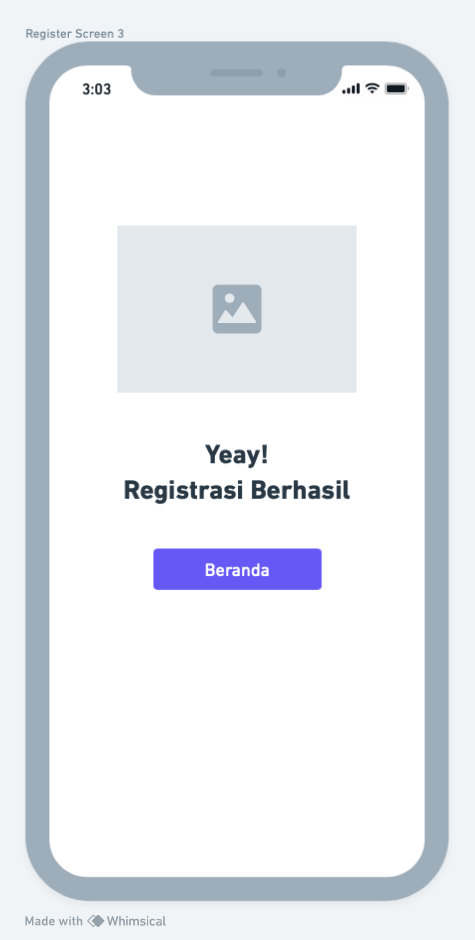 Register Screen 3
3:03
Yeay!
Registrasi Berhasil
Beranda
Made with Whimsical